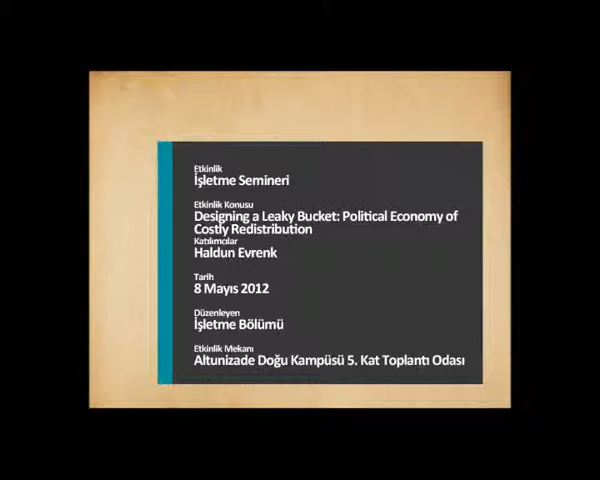 Etkinlik
İşletme Semineri
Etkinlik Konusu
Designing a Leaky Bucket: Political Economy of
Costly Redistribution
Katılımcılar
Haldun Evrenk
Tarih
8 Mayıs 2012
Düzenleyen
İşletme Bölümü
Etkinlik Mekanı
Altunizade Doğu Kampüsü 5. Kat Toplantı Odası